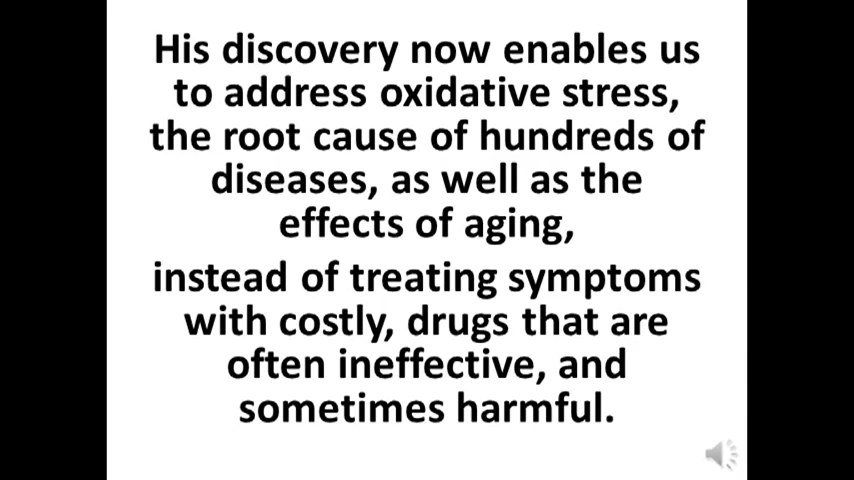 His discovery now enables us
to address oxidative stress,
the root cause of hundreds of
diseases, as well as the
effects of aging,
instead of treating symptoms
with costly, drugs that are
often ineffective, and
sometimes harmful.